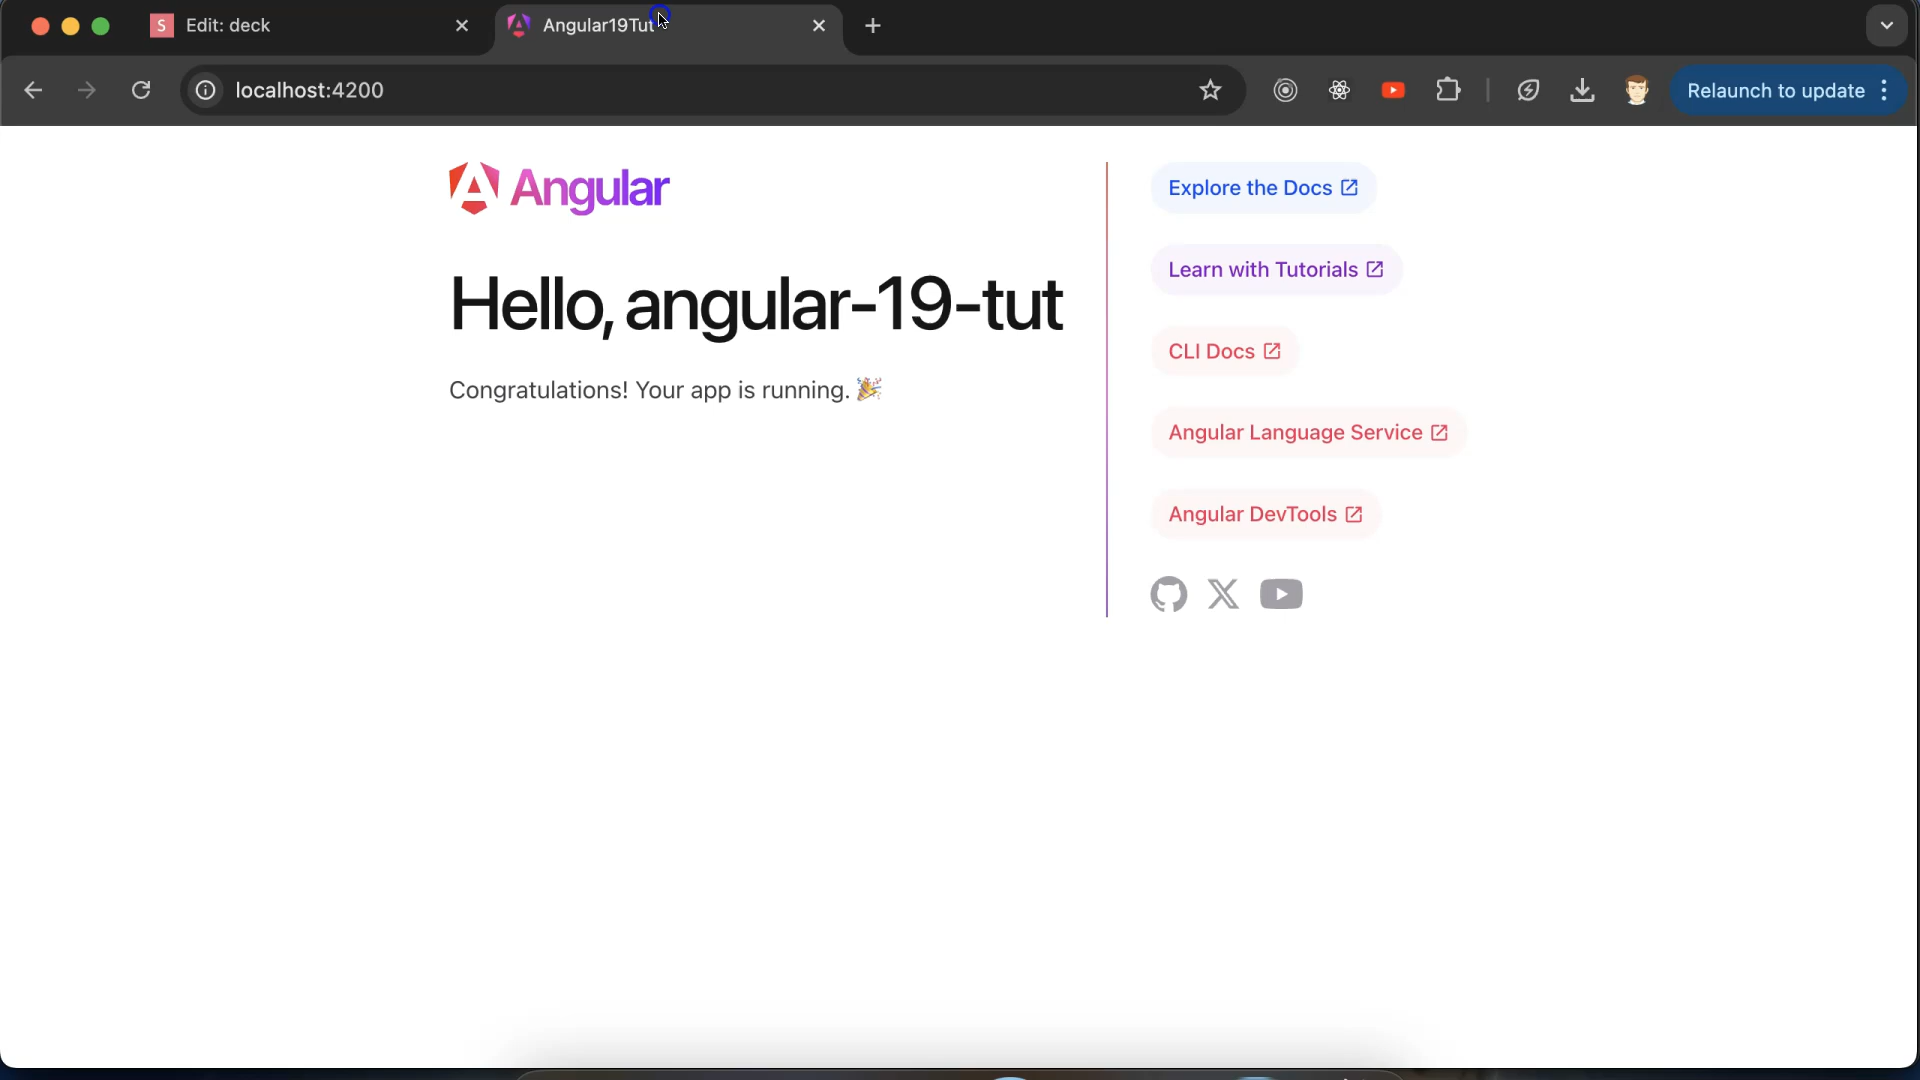 S Edit: deck
Angular19Tut
localhost:4200
Relaunch to update
Angular
Hello, angular-19-tut
Congratulations! Your app is running. 🎉
Explore the Docs
Learn with Tutorials
CLI Docs
Angular Language Service
Angular DevTools